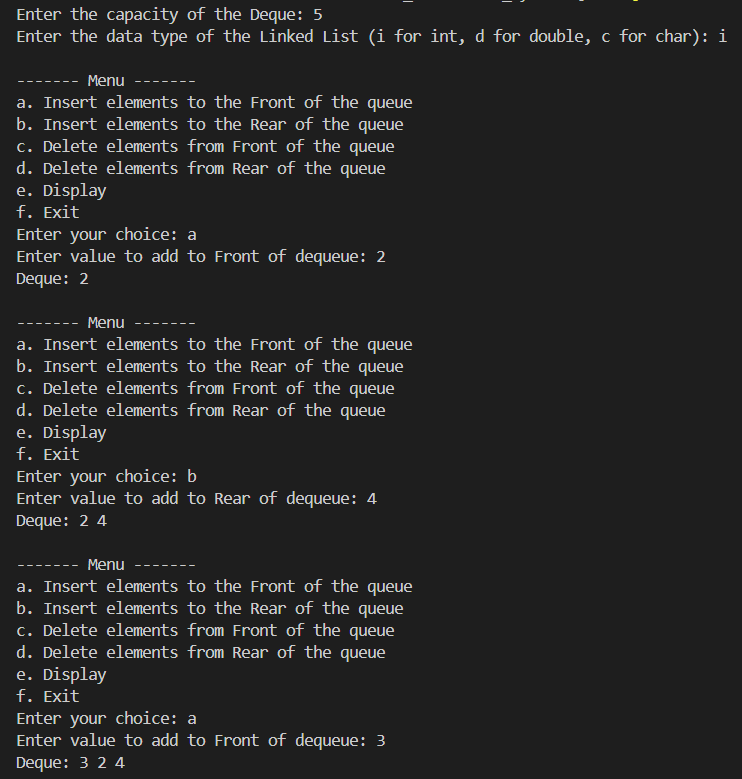 Enter the capacity of the Deque: 5
Enter the data type of the Linked List (i for int, d for double, c for char): i

------- Menu -------
a. Insert elements to the Front of the queue
b. Insert elements to the Rear of the queue
c. Delete elements from Front of the queue
d. Delete elements from Rear of the queue
e. Display
f. Exit
Enter your choice: a
Enter value to add to Front of dequeue: 2
Deque: 2

------- Menu -------
a. Insert elements to the Front of the queue
b. Insert elements to the Rear of the queue
c. Delete elements from Front of the queue
d. Delete elements from Rear of the queue
e. Display
f. Exit
Enter your choice: b
Enter value to add to Rear of dequeue: 4
Deque: 2 4

------- Menu -------
a. Insert elements to the Front of the queue
b. Insert elements to the Rear of the queue
c. Delete elements from Front of the queue
d. Delete elements from Rear of the queue
e. Display
f. Exit
Enter your choice: a
Enter value to add to Front of dequeue: 3
Deque: 3 2 4